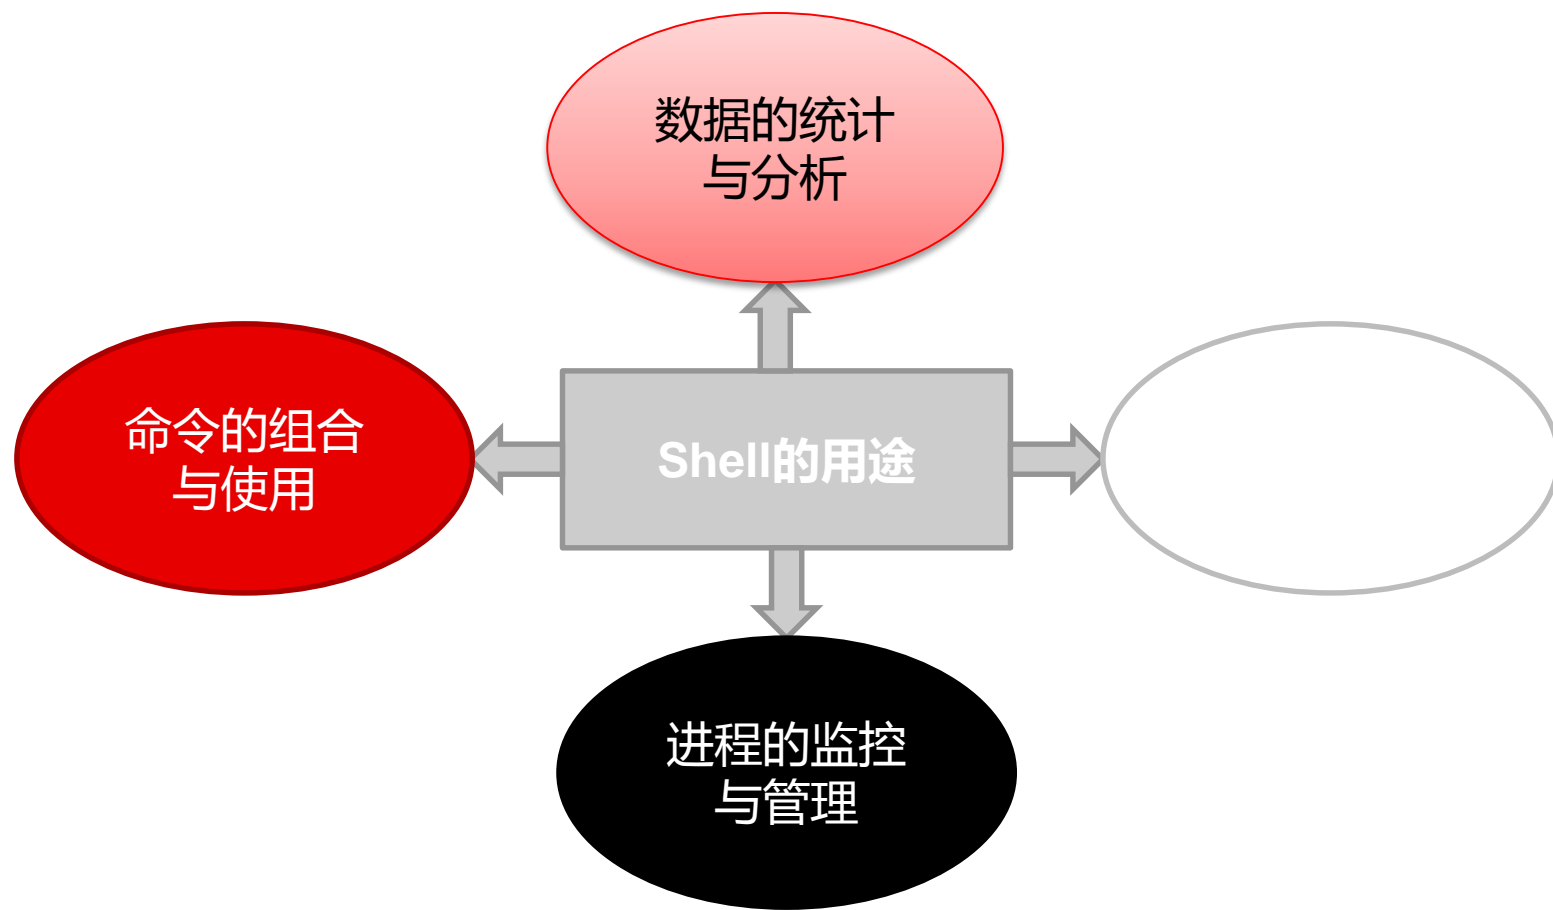 数据的统计
与分析
命令的组合
与使用
Shell的用途
进程的监控
与管理